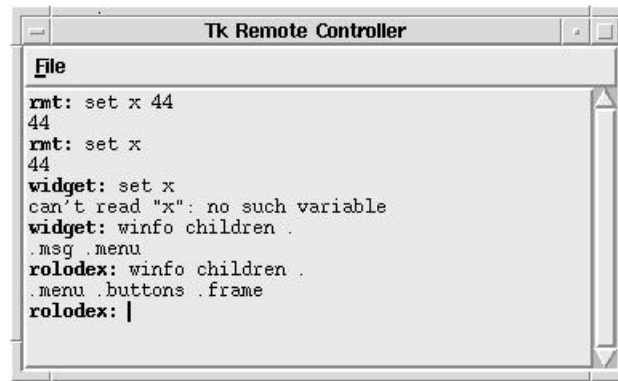 Tk Remote Controller
File
rmt: set x 44
44
rmt: set x
44
widget: set x
can't read "x": no such variable
widget: winfo children .
.msg .menu
rolodex: winfo children .
.menu .buttons .frame
rolodex: